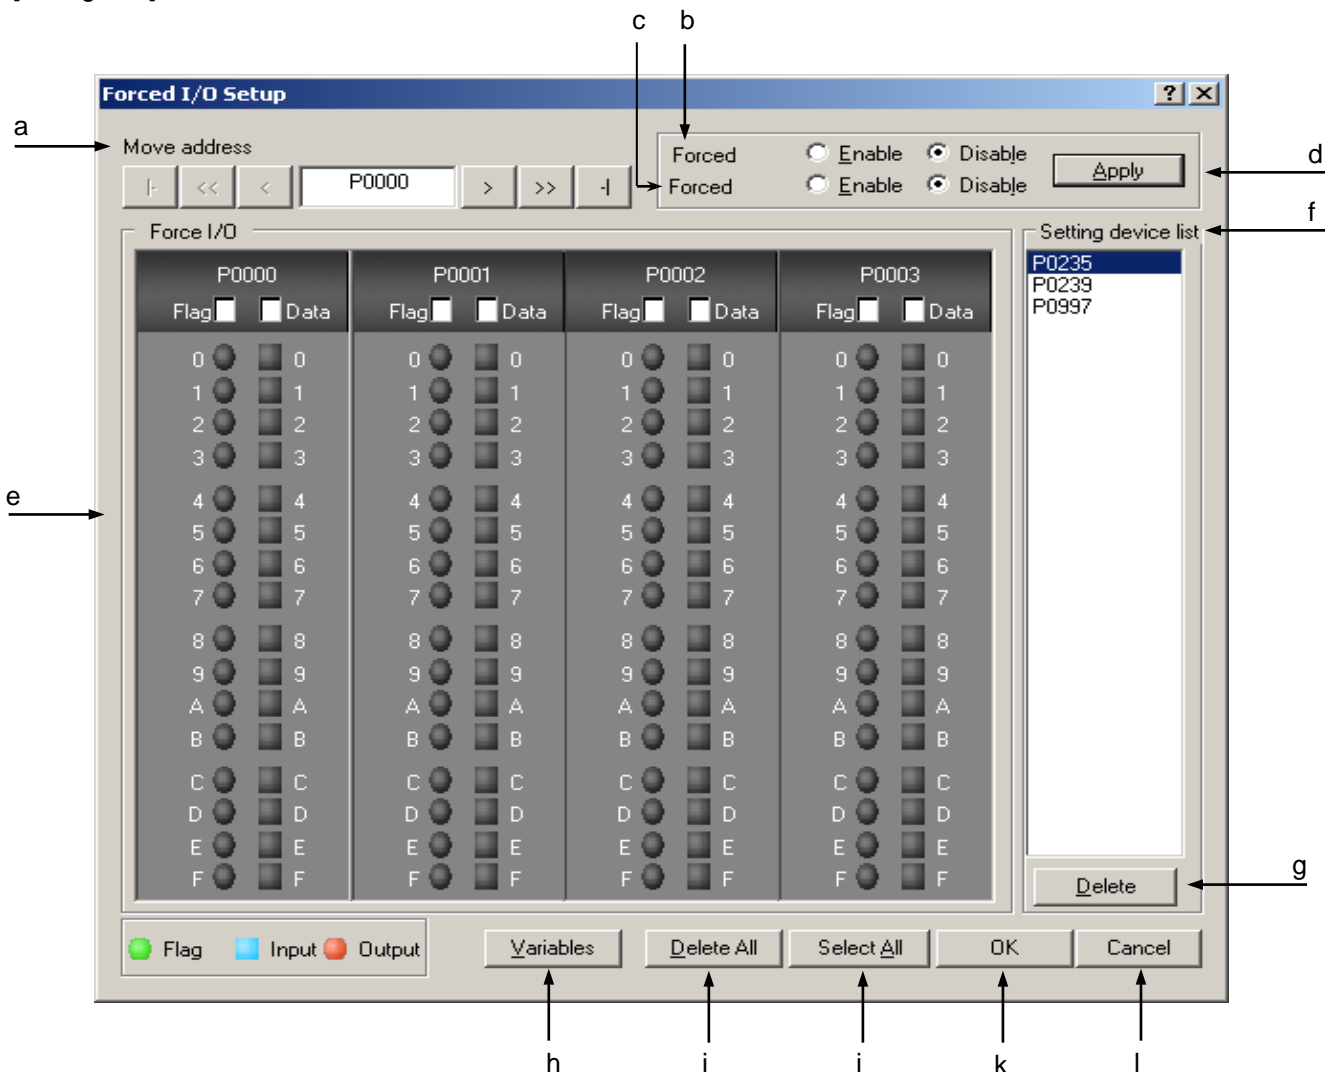 c b
Forced I/O Setup
a
Move address
|- << < P0000 > >> -|
Forced Enable Disable
Forced Enable Disable
Apply
d
f
Force I/O
Setting device list
P0000 P0001 P0002 P0003
Flag Data Flag Data Flag Data Flag Data
P0235
P0239
P0997
0 0 0 0 0 0 0 0
1 1 1 1 1 1 1 1
2 2 2 2 2 2 2 2
3 3 3 3 3 3 3 3
e
4 4 4 4 4 4 4 4
5 5 5 5 5 5 5 5
6 6 6 6 6 6 6 6
7 7 7 7 7 7 7 7
8 8 8 8 8 8 8 8
9 9 9 9 9 9 9 9
A A A A A A A A
B B B B B B B B
C C C C C C C C
D D D D D D D D
E E E E E E E E
F F F F F F F F
Delete
g
Flag Input Output
Variables Delete All Select All OK Cancel
h i j k l